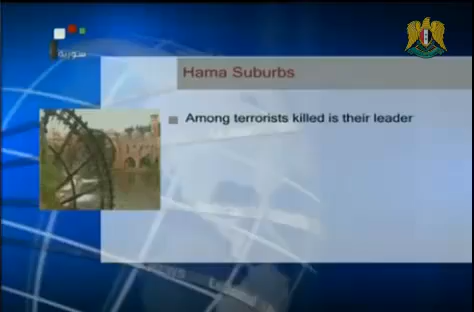 سورية
Hama Suburbs
Among terrorists killed is their leader